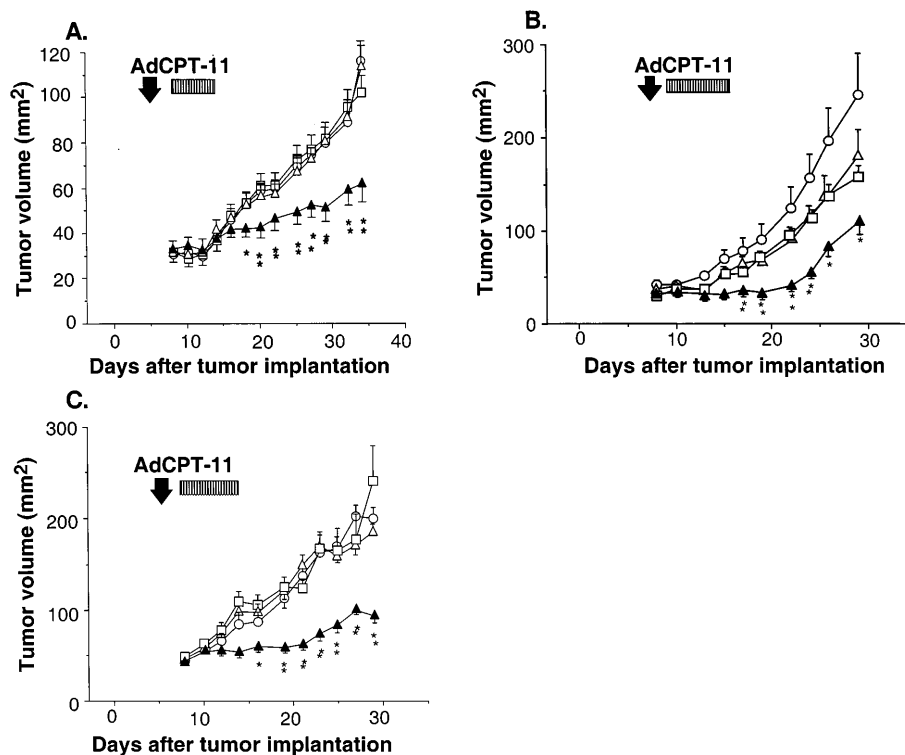 A.
AdCPT-11
120
100
80
60
40
20
0
Tumor volume (mm2)
0 10 20 30 40
Days after tumor implantation
* ** ** ** ** ** ** **
B.
AdCPT-11
300
200
100
0
Tumor volume (mm2)
0 10 20 30
Days after tumor implantation
** ** ** ** * *
C.
AdCPT-11
300
200
100
0
Tumor volume (mm2)
0 10 20 30
Days after tumor implantation
* ** ** ** ** ** **